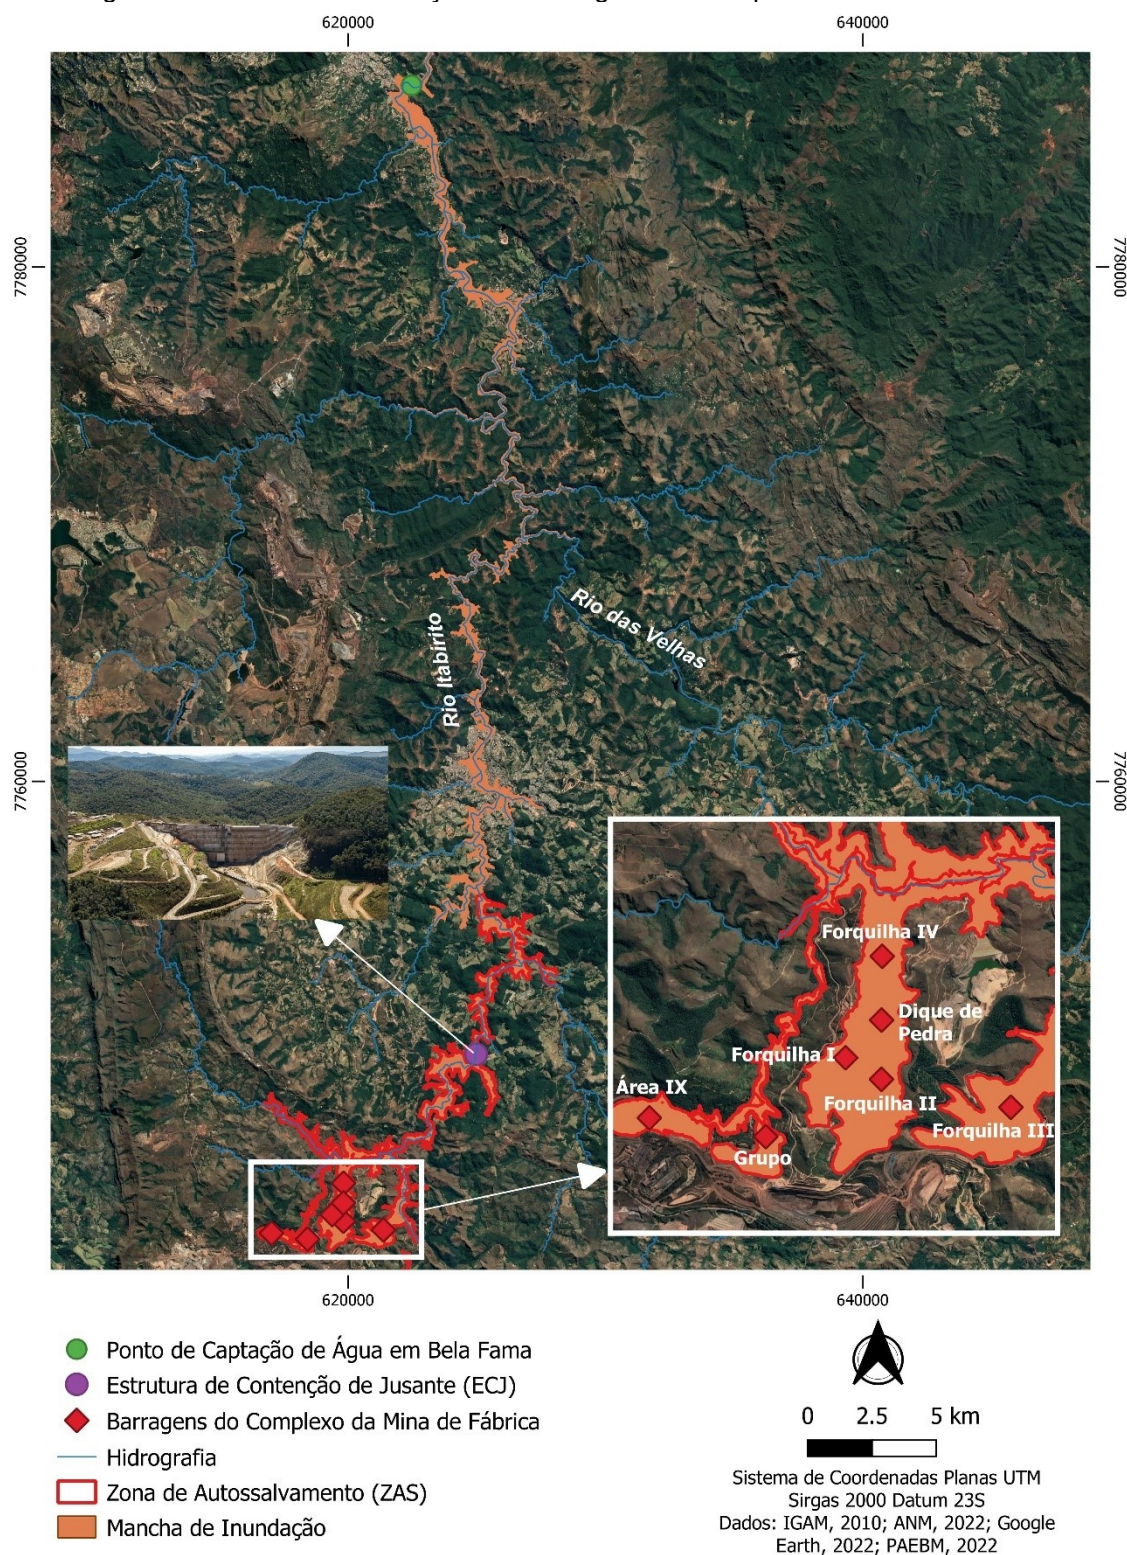 620000
640000
7780000
7780000
Rio das Velhas
Rio Itabirito
7760000
7760000
Forquilha IV
Dique de
Pedra
Forquilha I
Área IX
Forquilha II
Forquilha III
Grupo
620000
640000
Ponto de Captação de Água em Bela Fama
Estrutura de Contenção de Jusante (ECJ)
Barragens do Complexo da Mina de Fábrica
Hidrografia
Zona de Autossalvamento (ZAS)
Mancha de Inundação
0 2.5 5 km
Sistema de Coordenadas Planas UTM
Sirgas 2000 Datum 23S
Dados: IGAM, 2010; ANM, 2022; Google
Earth, 2022; PAEBM, 2022